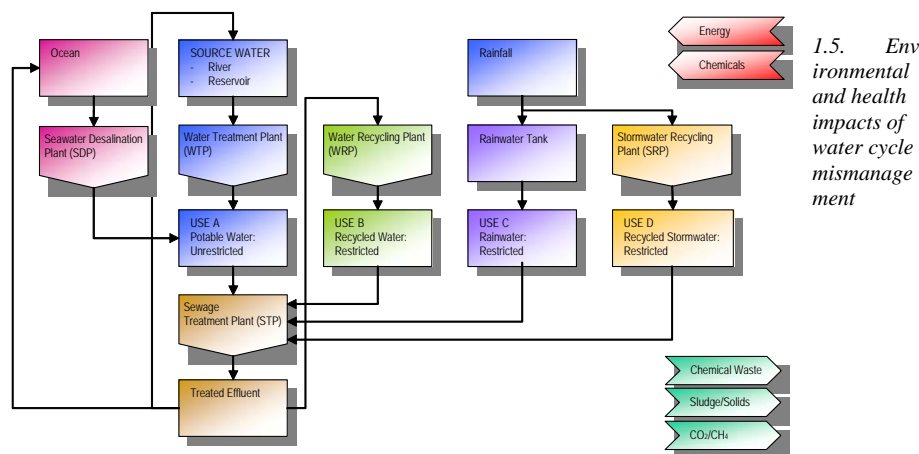 Ocean
SOURCE WATER
- River
- Reservoir
Rainfall
Energy
Chemicals
Seawater Desalination
Plant (SDP)
Water Treatment Plant
(WTP)
Water Recycling Plant
(WRP)
Rainwater Tank
Stormwater Recycling
Plant (SRP)
USE A
Potable Water:
Unrestricted
USE B
Recycled Water:
Restricted
USE C
Rainwater:
Restricted
USE D
Recycled Stormwater:
Restricted
Sewage
Treatment Plant (STP)
Treated Effluent
Chemical Waste
Sludge/Solids
CO₂/CH₄
1.5. Env
ironmental
and health
impacts of
water cycle
mismanage
ment